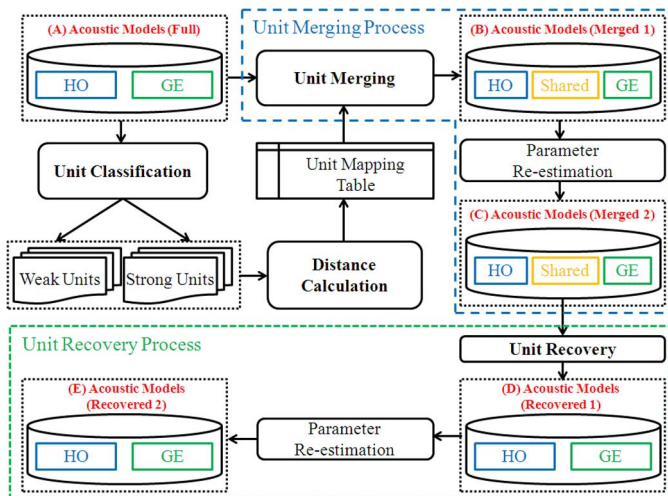 (A) Acoustic Models (Full)
HO
GE
Unit Merging Process
Unit Merging
(B) Acoustic Models (Merged 1)
HO
Shared
GE
Unit Classification
Unit Mapping
Table
Parameter
Re-estimation
(C) Acoustic Models (Merged 2)
HO
Shared
GE
Weak Units
Strong Units
Distance
Calculation
Unit Recovery Process
Unit Recovery
(E) Acoustic Models
(Recovered 2)
HO
GE
Parameter
Re-estimation
(D) Acoustic Models
(Recovered 1)
HO
GE